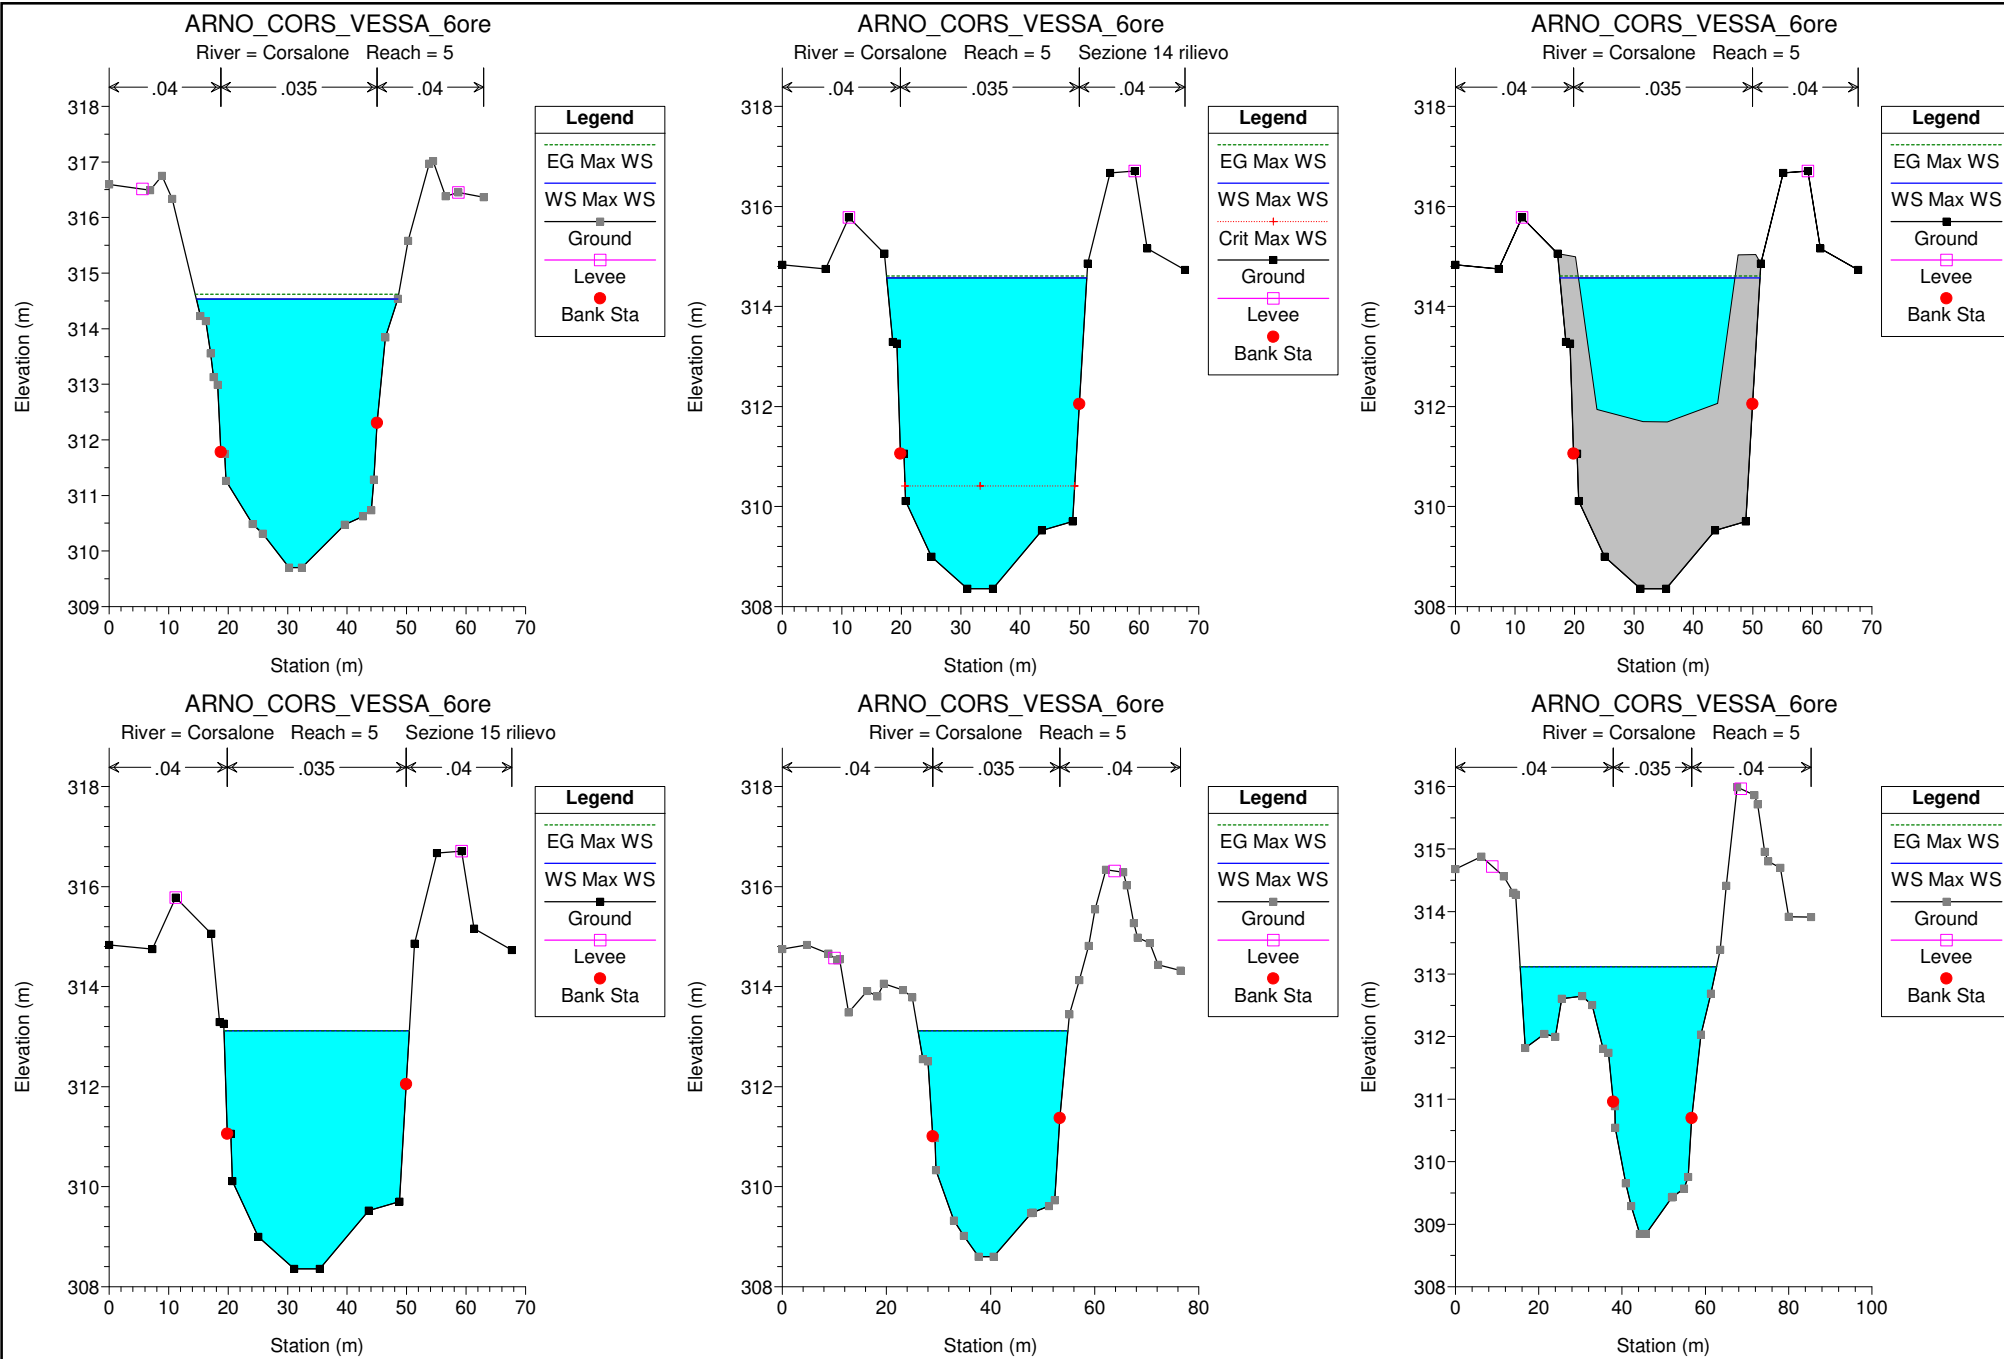 ARNO_CORS_VESSA_6ore
River = Corsalone Reach = 5
.04 .035 .04
Legend
EG Max WS
WS Max WS
Ground
Levee
Bank Sta
318
317
316
315
314
313
312
311
310
309
Elevation (m)
0 10 20 30 40 50 60 70
Station (m)
ARNO_CORS_VESSA_6ore
River = Corsalone Reach = 5 Sezione 14 rilievo
.04 .035 .04
Legend
EG Max WS
WS Max WS
Crit Max WS
Ground
Levee
Bank Sta
318
316
314
312
310
308
Elevation (m)
0 10 20 30 40 50 60 70
Station (m)
ARNO_CORS_VESSA_6ore
River = Corsalone Reach = 5
.04 .035 .04
Legend
EG Max WS
WS Max WS
Ground
Levee
Bank Sta
318
316
314
312
310
308
Elevation (m)
0 10 20 30 40 50 60 70
Station (m)
ARNO_CORS_VESSA_6ore
River = Corsalone Reach = 5 Sezione 15 rilievo
.04 .035 .04
Legend
EG Max WS
WS Max WS
Ground
Levee
Bank Sta
318
316
314
312
310
308
Elevation (m)
0 10 20 30 40 50 60 70
Station (m)
ARNO_CORS_VESSA_6ore
River = Corsalone Reach = 5
.04 .035 .04
Legend
EG Max WS
WS Max WS
Ground
Levee
Bank Sta
318
316
314
312
310
308
Elevation (m)
0 20 40 60 80
Station (m)
ARNO_CORS_VESSA_6ore
River = Corsalone Reach = 5
.04 .035 .04
Legend
EG Max WS
WS Max WS
Ground
Levee
Bank Sta
316
315
314
313
312
311
310
309
308
Elevation (m)
0 20 40 60 80 100
Station (m)